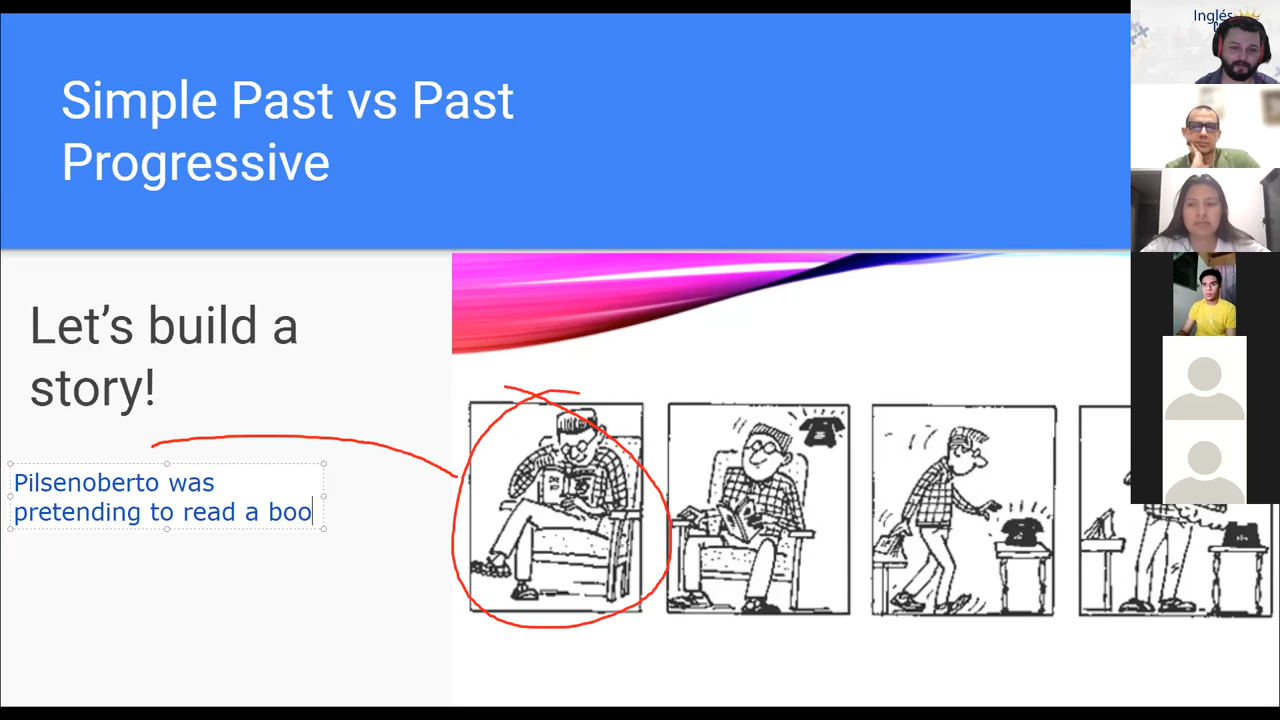 Simple Past vs Past
Progressive
Let's build a
story!
Pilsenoberto was
pretending to read a boo
Inglés